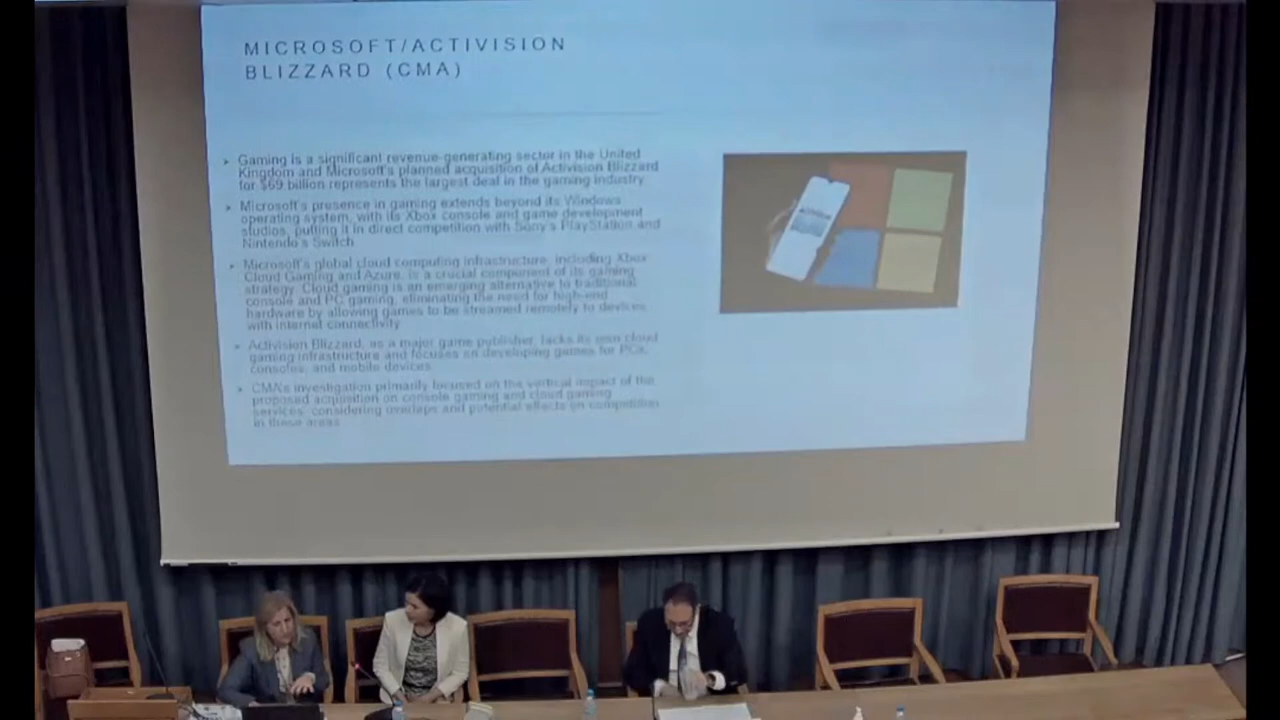 MICROSOFT/ACTIVISION
BLIZZARD (CMA)
Gaming is a significant revenue-generating sector in the United
Kingdom and Microsoft's planned acquisition of Activision Blizzard
for $69 billion represents the largest deal in the gaming industry
Microsoft's presence in gaming extends beyond its Windows
operating system, with its Xbox console and game development
studios, putting it in direct competition with Sony's PlayStation and
Nintendo's Switch
Microsoft's global cloud computing infrastructure, including Xbox
Cloud Gaming and Azure, is a crucial component of its gaming
strategy. Cloud gaming is an emerging alternative to traditional
console and PC gaming, eliminating the need for high-end
hardware by allowing games to be streamed remotely to devices
with internet connectivity
Activision Blizzard, as a major game publisher, lacks its own cloud
gaming infrastructure and focuses on developing games for PCs,
consoles, and mobile devices
CMA's investigation primarily focused on the vertical impact of the
proposed acquisition on console gaming and cloud gaming
services, considering overlaps and potential effects on competition
in these areas